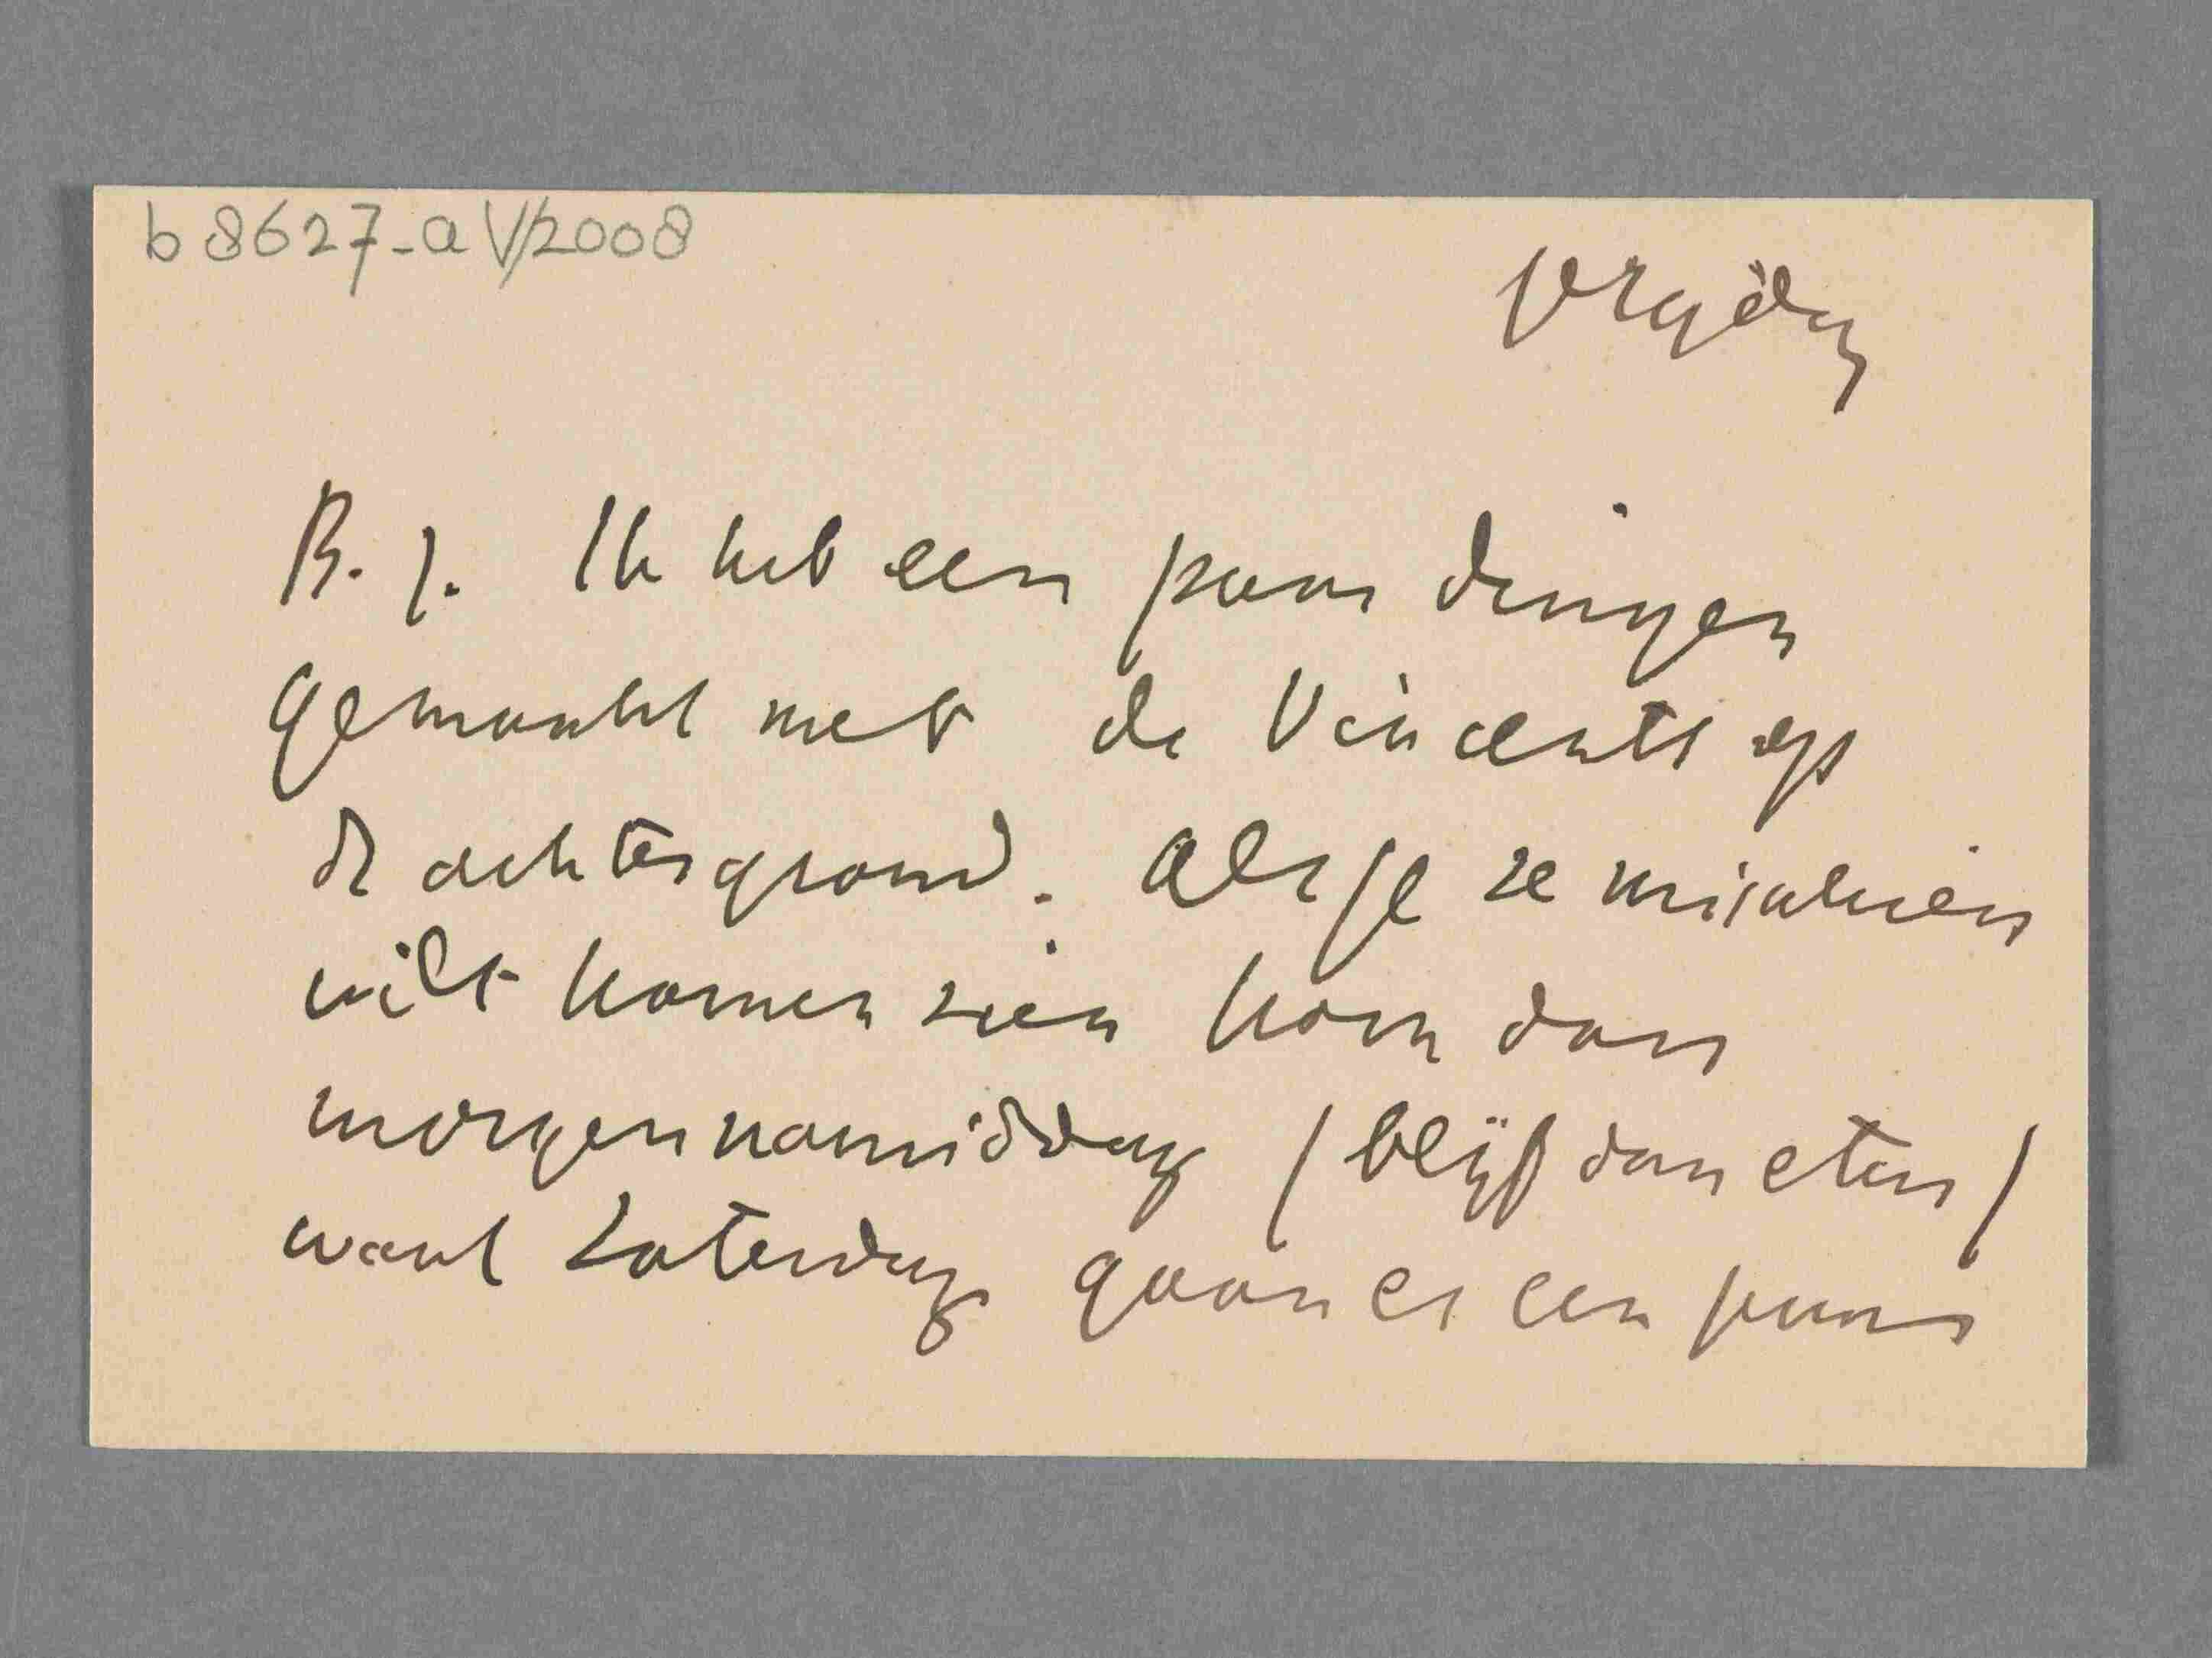 b 8627-a V/2008
vrijdag
B. J. Ik heb een paar dingen
gemaakt met de Vincents op
de achtergrond. Als je ze misschien
wilt komen zien kom dan
morgennamiddag (blijf dan eten)
want Zaterdag gaan er een paar